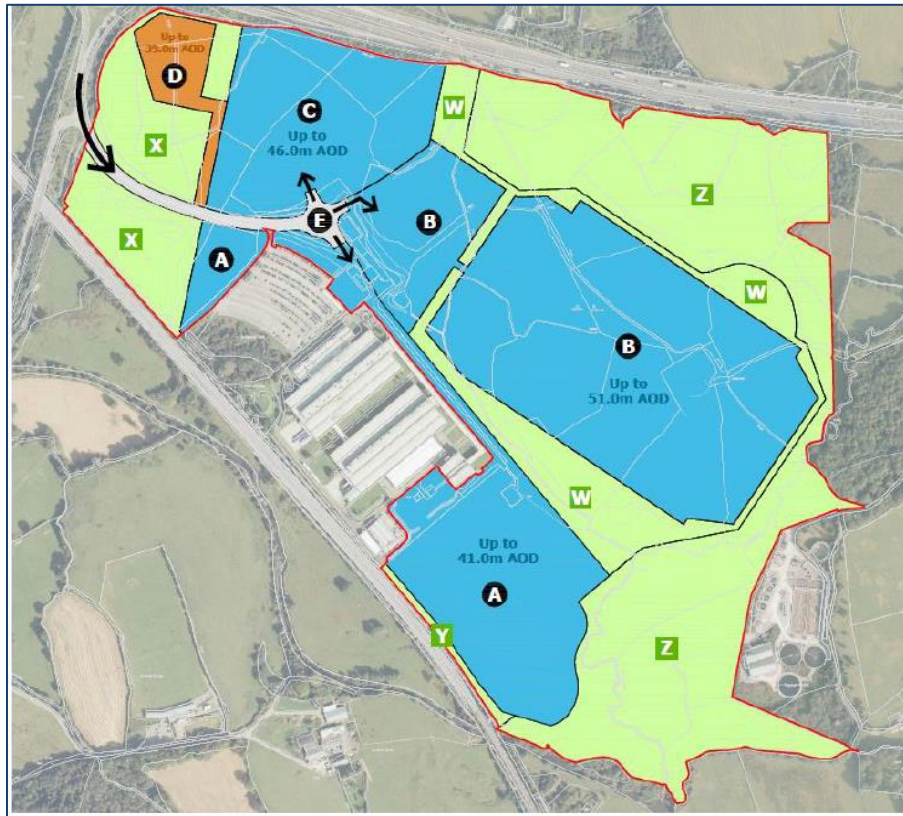 Up to
35.0m AOD
D
C
Up to
46.0m AOD
W
X
Z
E
B
X
A
W
B
Up to
51.0m AOD
W
Up to
41.0m AOD
A
Y
Z